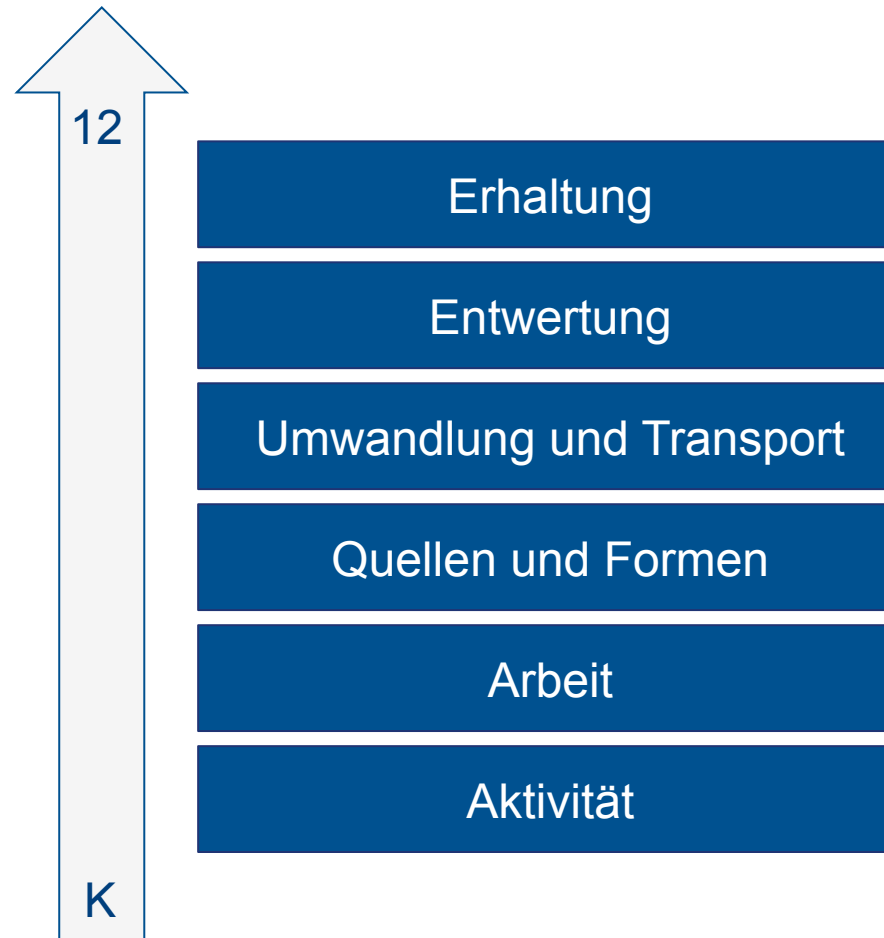 12
Erhaltung
Entwertung
Umwandlung und Transport
Quellen und Formen
Arbeit
Aktivität
K